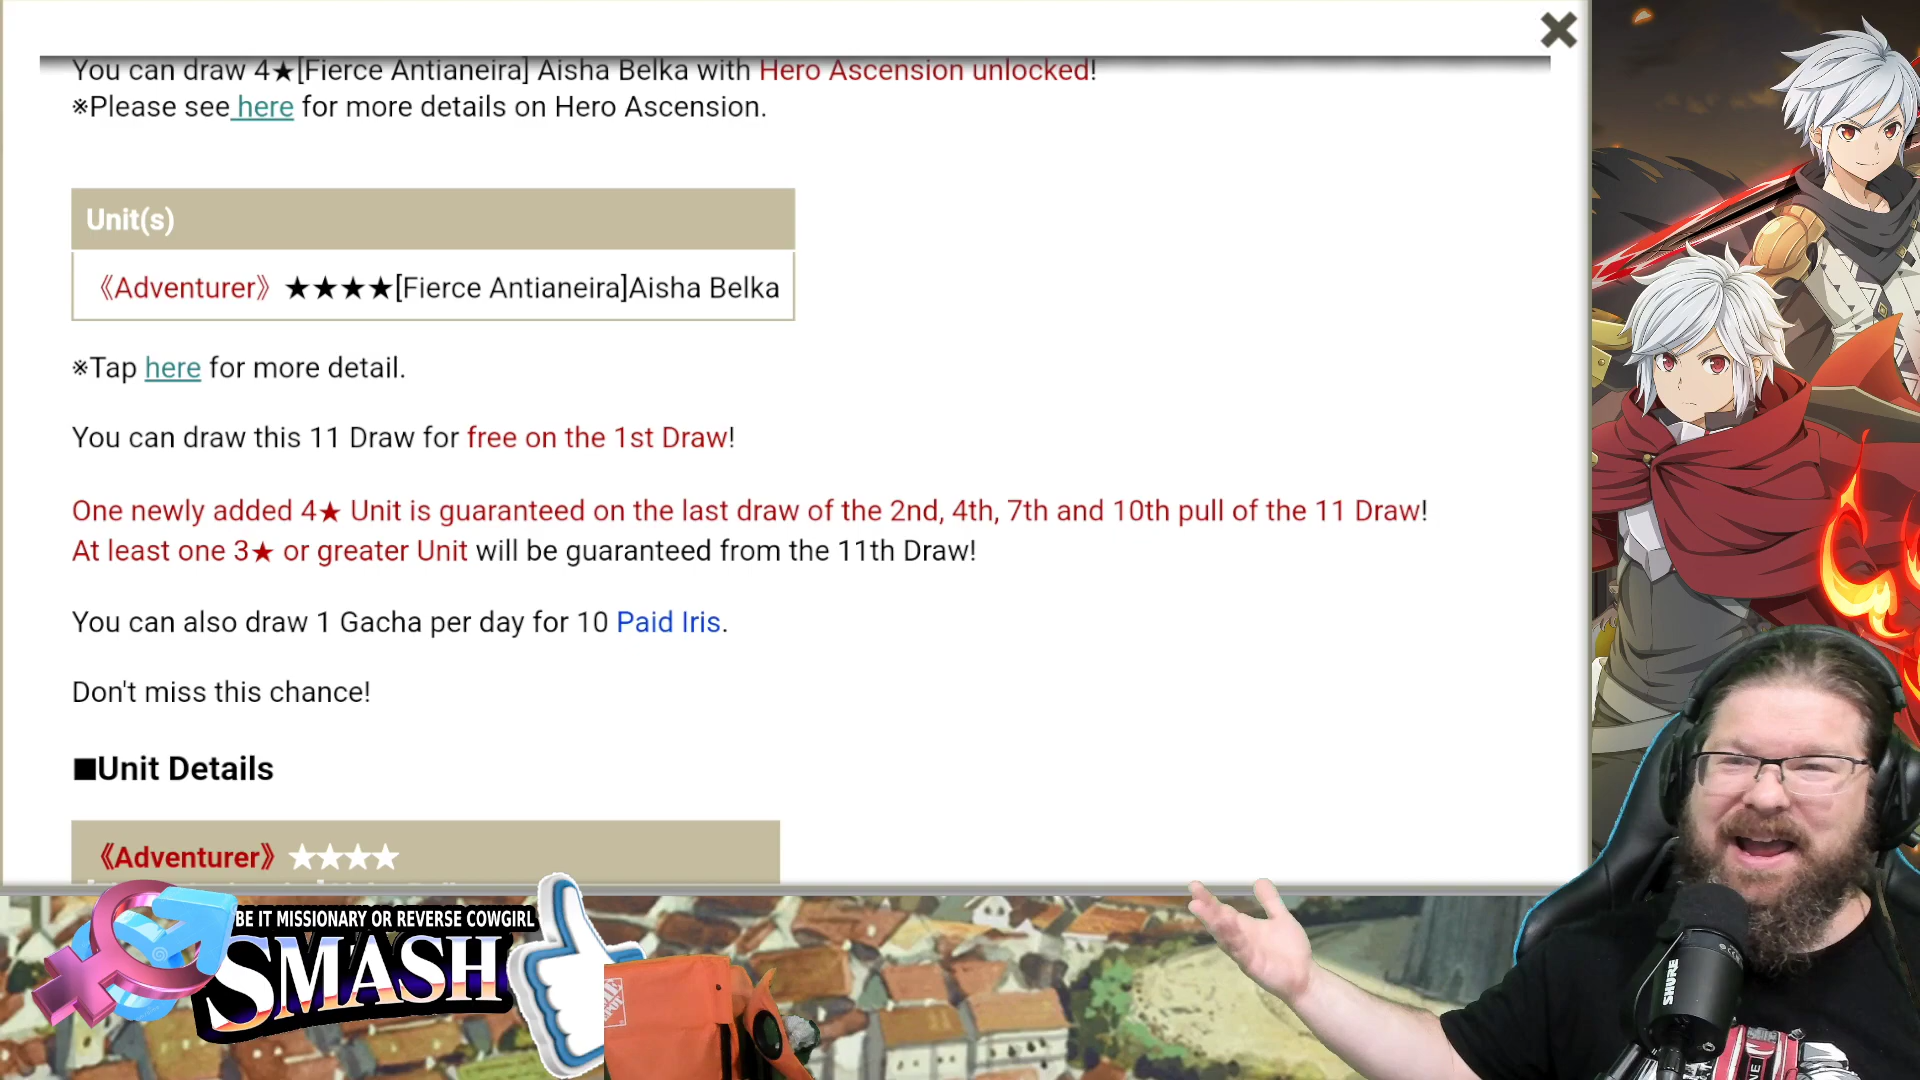 You can draw 4★[Fierce Antianeira] Aisha Belka with Hero Ascension unlocked!
※Please see here for more details on Hero Ascension.
Unit(s)
《Adventurer》 ★★★★[Fierce Antianeira]Aisha Belka
※Tap here for more detail.
You can draw this 11 Draw for free on the 1st Draw!
One newly added 4★ Unit is guaranteed on the last draw of the 2nd, 4th, 7th and 10th pull of the 11 Draw!
At least one 3★ or greater Unit will be guaranteed from the 11th Draw!
You can also draw 1 Gacha per day for 10 Paid Iris.
Don't miss this chance!
■Unit Details
《Adventurer》 ★★★★
BE IT MISSIONARY OR REVERSE COWGIRL
SMASH
SHURE